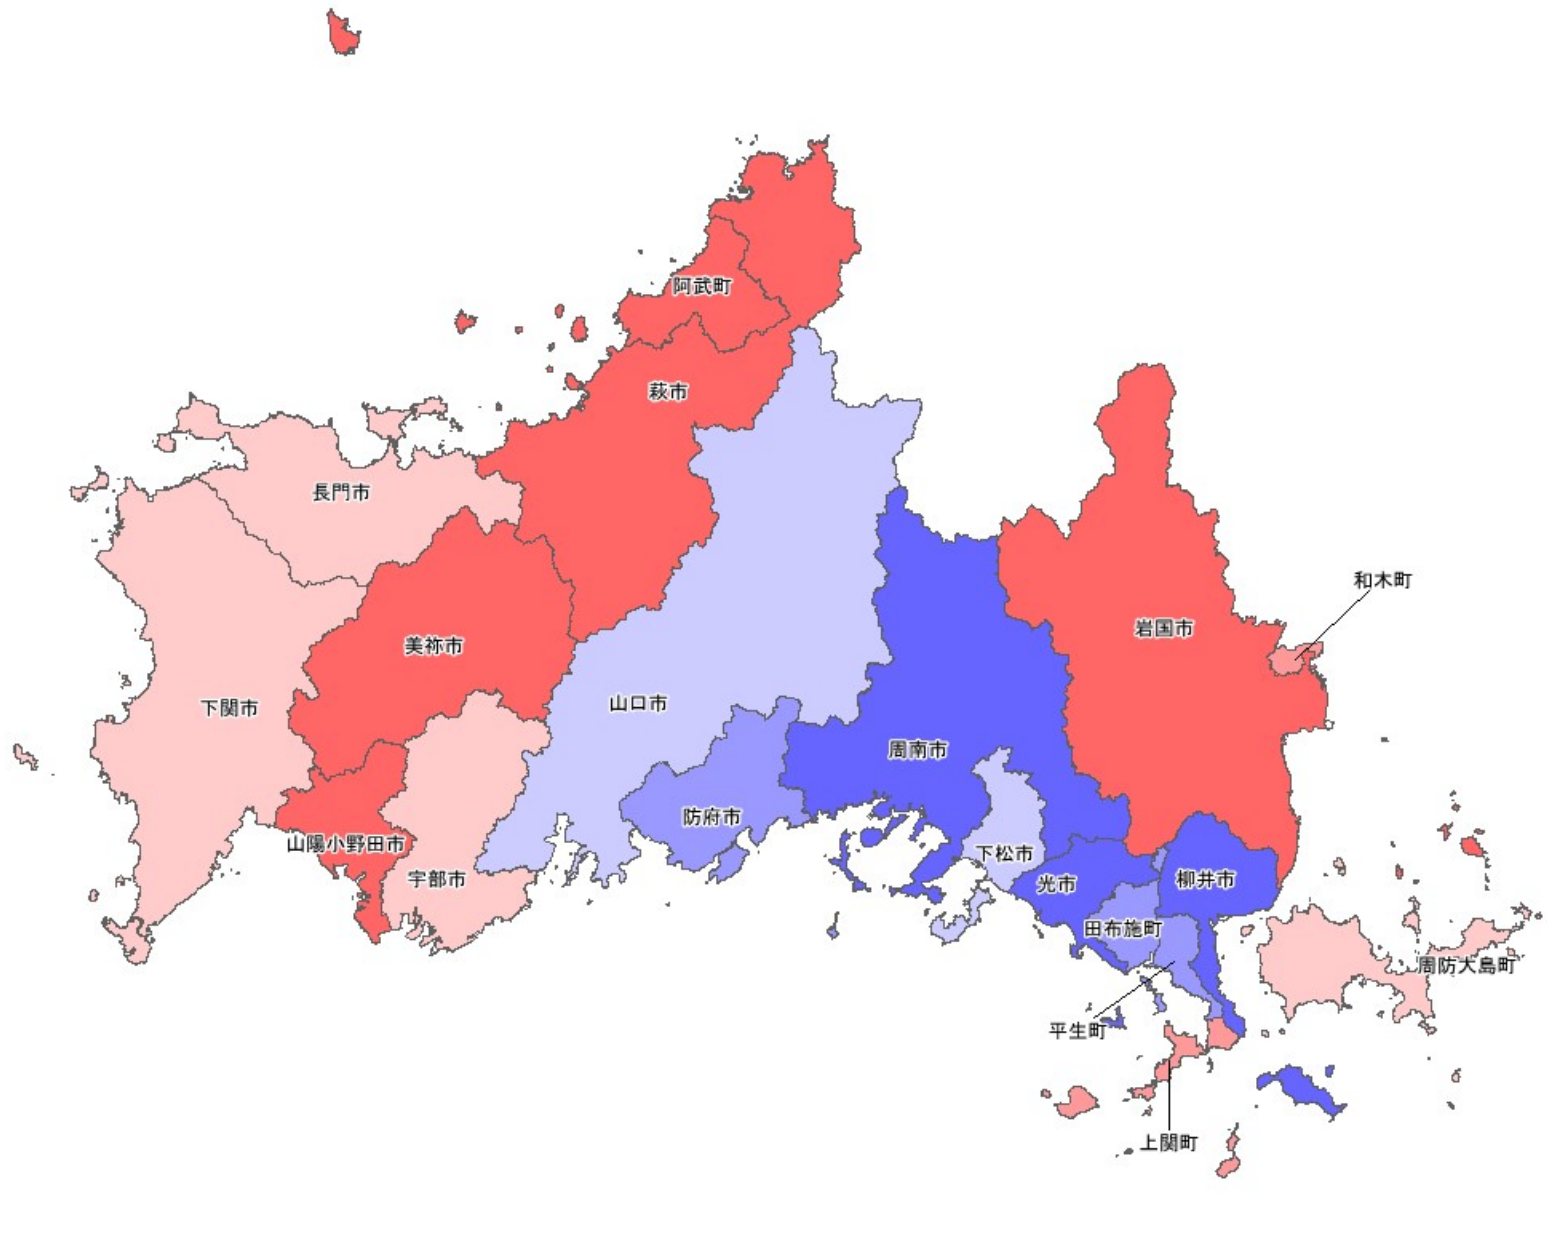 阿武町
萩市
長門市
和木町
岩国市
美祢市
下関市
山口市
周南市
防府市
山陽小野田市
下松市
宇部市
光市
柳井市
田布施町
周防大島町
平生町
上関町